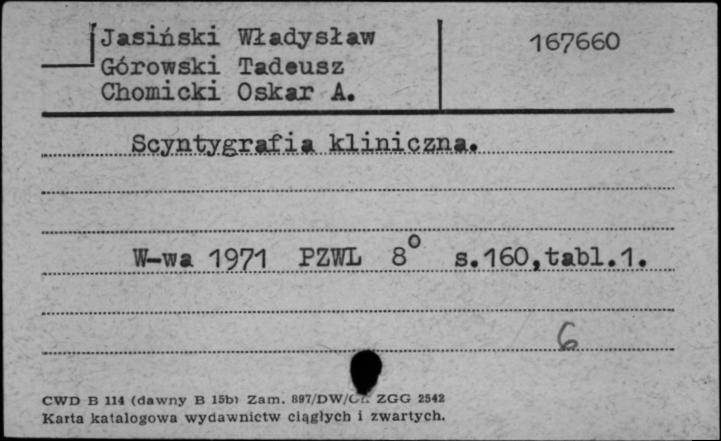 Jasiński Władysław
167660
Górowski Tadeusz
Chomicki Oskar A.
Scyntygrafia kliniczna.
W-wa 1971 PZWL 8° s.160,tabl.1.
6
CWD B 114 (dawny B 15b) Zam. 897/DW/ ZGG 2542
Karta katalogowa wydawnictw ciągłych i zwartych.